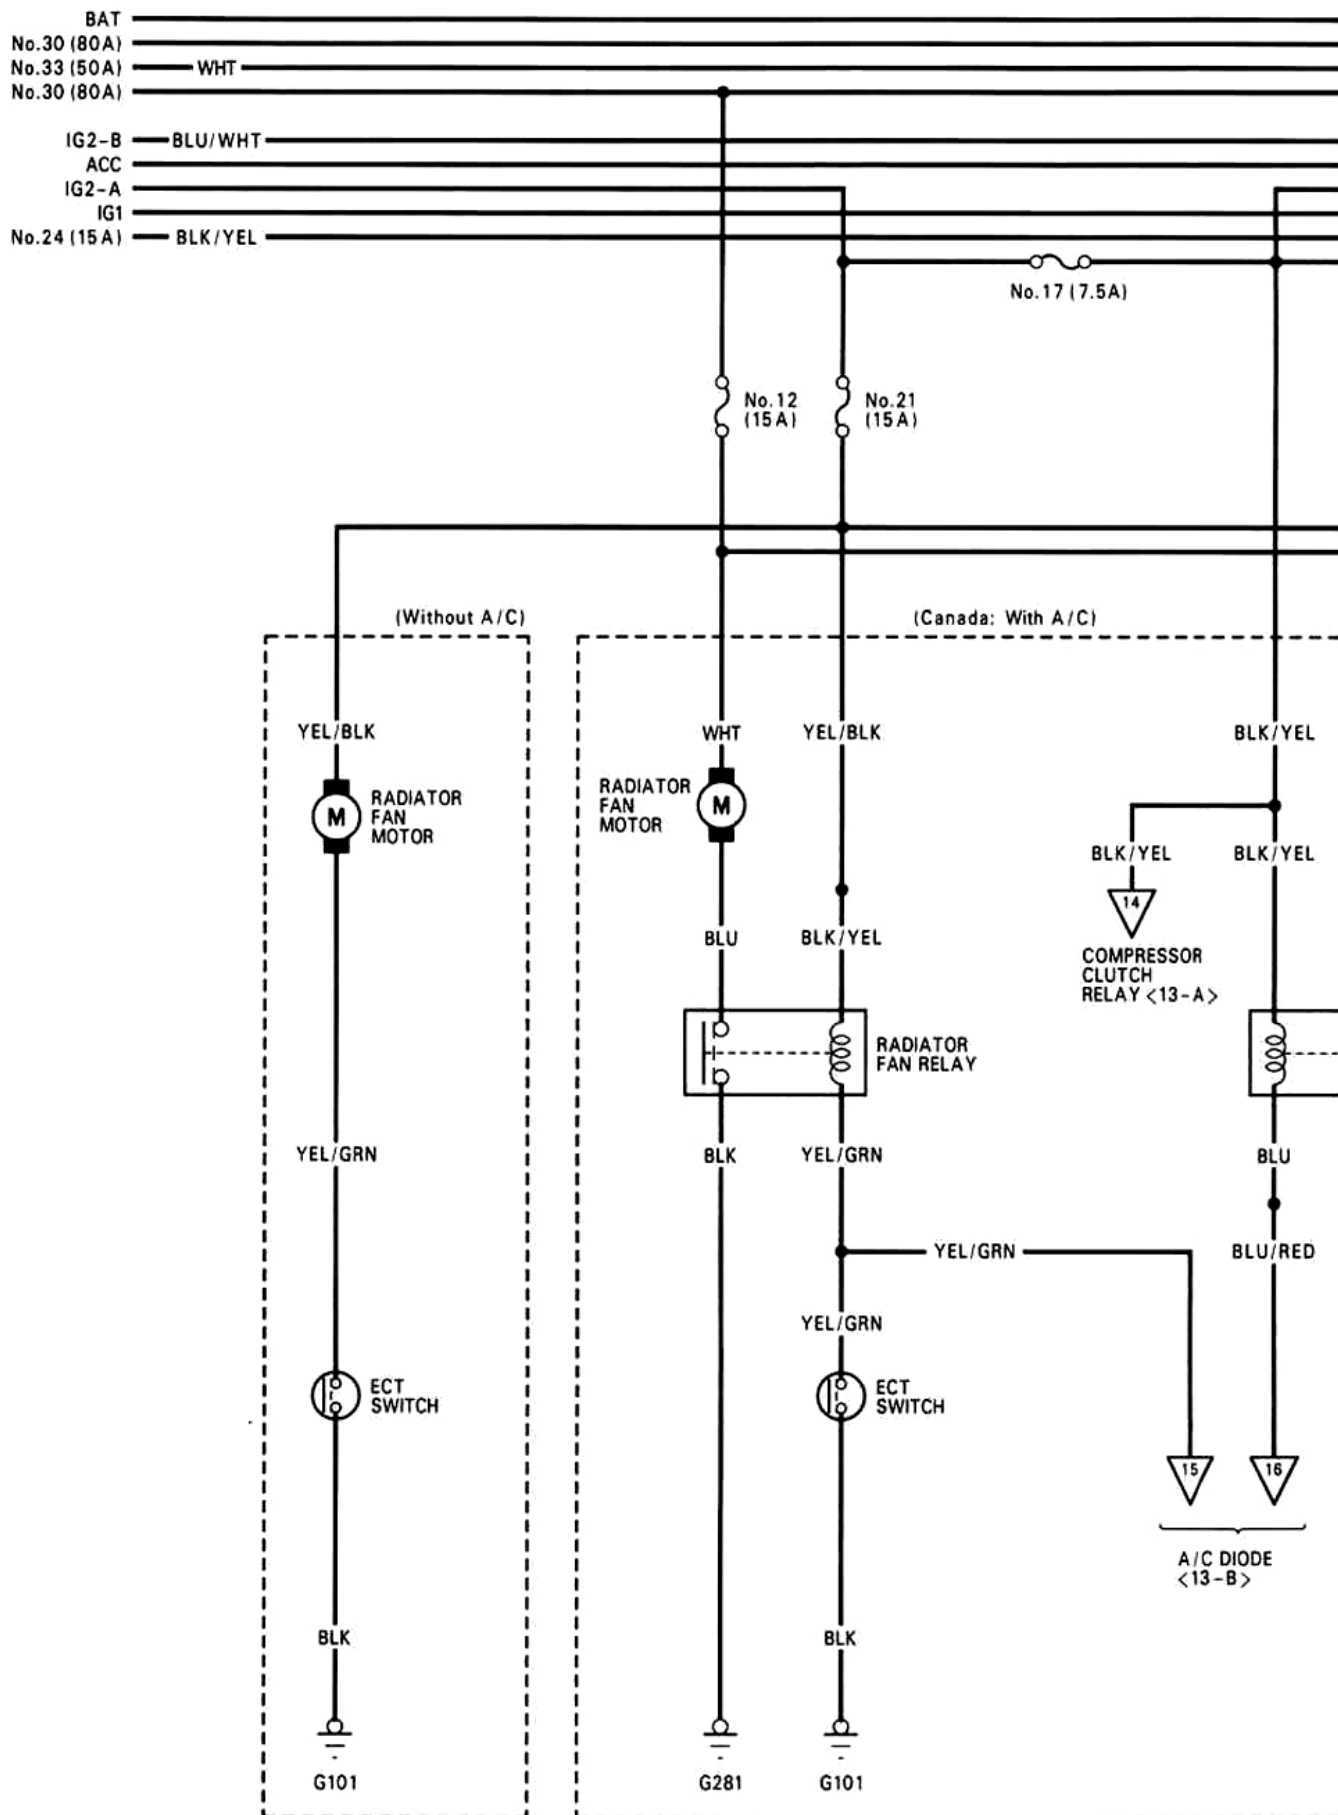 BAT
No.30 (80A)
No.33 (50A) WHT
No.30 (80A)
IG2-B BLU/WHT
ACC
IG2-A
IG1
No.24 (15A) BLK/YEL
No.17 (7.5A)
No.12
(15A)
No.21
(15A)
(Without A/C)
(Canada: With A/C)
YEL/BLK
WHT
YEL/BLK
BLK/YEL
RADIATOR
FAN
MOTOR
M
RADIATOR
FAN
MOTOR
M
BLK/YEL
BLK/YEL
14
COMPRESSOR
CLUTCH
RELAY <13-A>
BLU
BLK/YEL
RADIATOR
FAN RELAY
YEL/GRN
BLK
YEL/GRN
BLU
YEL/GRN
BLU/RED
YEL/GRN
ECT
SWITCH
ECT
SWITCH
15
16
A/C DIODE
<13-B>
BLK
BLK
G101
G281
G101